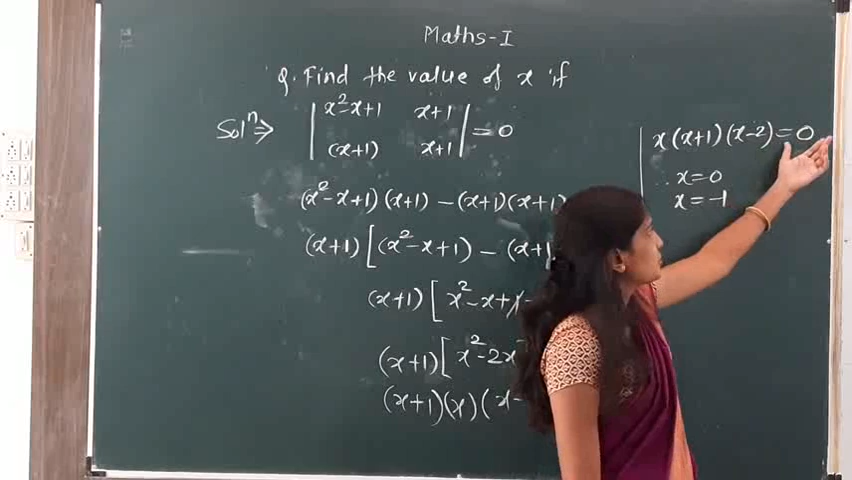 Maths-I
Q. Find the value of x if
Solⁿ ⇒ | x²-x+1 x+1 |
| (x+1) x+1 | = 0
(x²-x+1)(x+1) - (x+1)(x+1)
(x+1) [(x²-x+1) - (x+1
(x+1) [x²-x+1
(x+1) [x²-2x
(x+1)(x)(x-
x(x+1)(x-2)=0
∴ x=0
x=-1